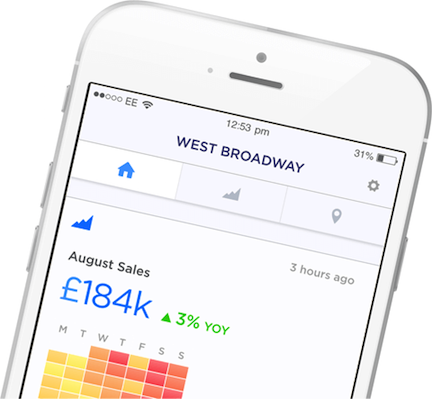 EE
12:53 pm
31%
WEST BROADWAY
August Sales
3 hours ago
£184k
3% YOY
M T W T F S S